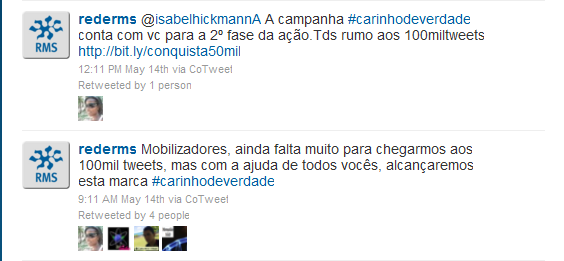 rederms @isabelhickmannA A campanha #carinhodeverdade
conta com vc para a 2º fase da ação.Tds rumo aos 100miltweets
http://bit.ly/conquista50mil
12:11 PM May 14th via CoTweet
Retweeted by 1 person
RMS
rederms Mobilizadores, ainda falta muito para chegarmos aos
100mil tweets, mas com a ajuda de todos vocês, alcançaremos
esta marca #carinhodeverdade
9:11 AM May 14th via CoTweet
Retweeted by 4 people
RMS